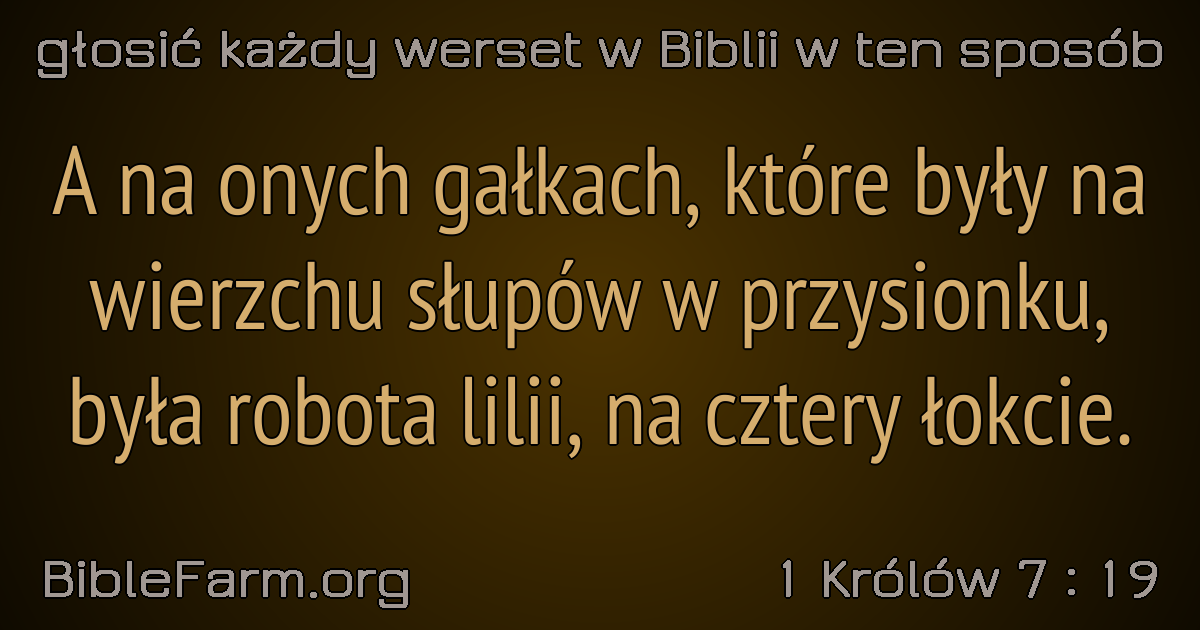 głosić każdy werset w Biblii w ten sposób
A na onych gałkach, które były na
wierzchu słupów w przysionku,
była robota lilii, na cztery łokcie.
BibleFarm.org
1 Królów 7 : 19